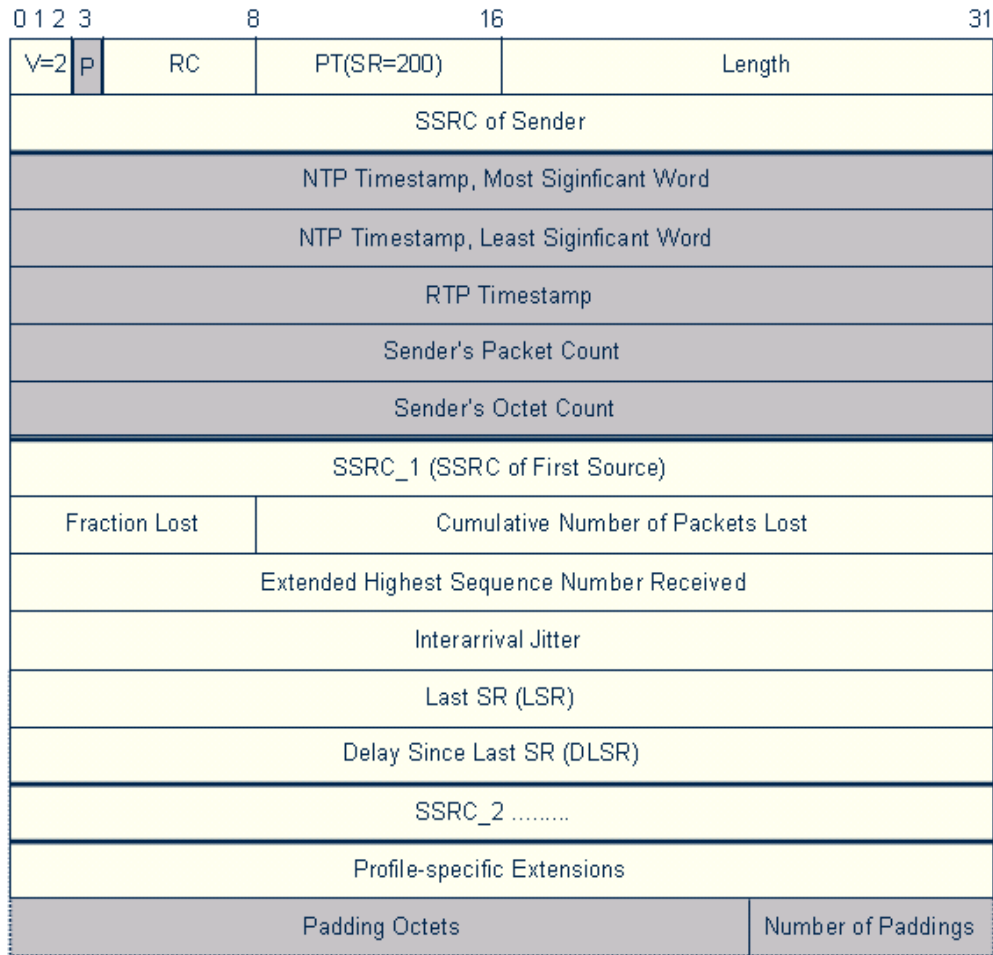 0 1 2 3 8 16 31
V=2 P RC PT(SR=200) Length
SSRC of Sender
NTP Timestamp, Most Siginficant Word
NTP Timestamp, Least Siginficant Word
RTP Timestamp
Sender's Packet Count
Sender's Octet Count
SSRC_1 (SSRC of First Source)
Fraction Lost Cumulative Number of Packets Lost
Extended Highest Sequence Number Received
Interarrival Jitter
Last SR (LSR)
Delay Since Last SR (DLSR)
SSRC_2 .........
Profile-specific Extensions
Padding Octets Number of Paddings